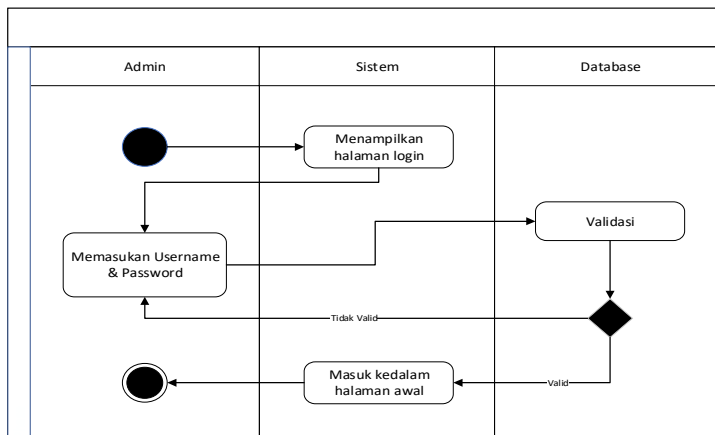 Admin
Sistem
Database
Menampilkan
halaman login
Validasi
Memasukan Username
& Password
Tidak Valid
Masuk kedalam
halaman awal
Valid